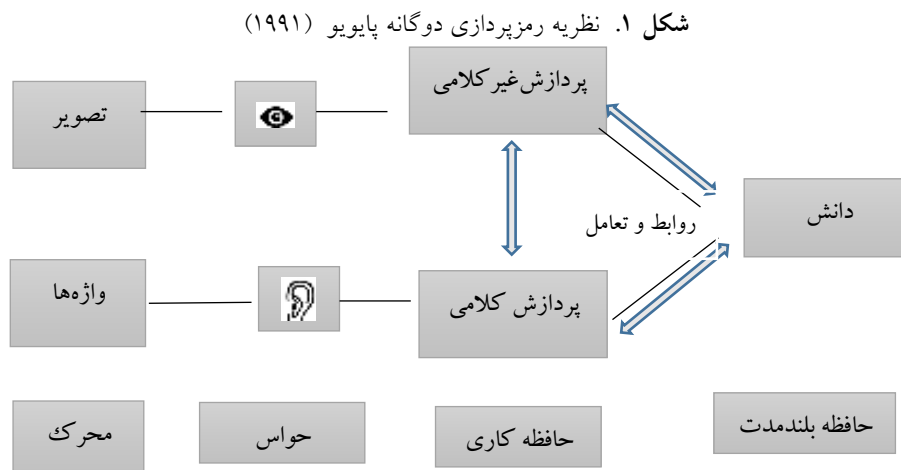 شکل ۱. نظریه رمزپردازی دوگانه پایویو (۱۹۹۱)
پردازش غیرکلامی
تصویر
دانش
روابط و تعامل
واژه‌ها
پردازش کلامی
محرک
حواس
حافظه کاری
حافظه بلندمدت